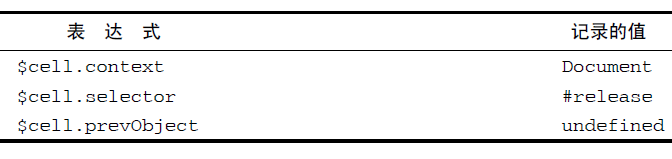 表 达 式 记录的值
$cell.context Document
$cell.selector #release
$cell.prevObject undefined